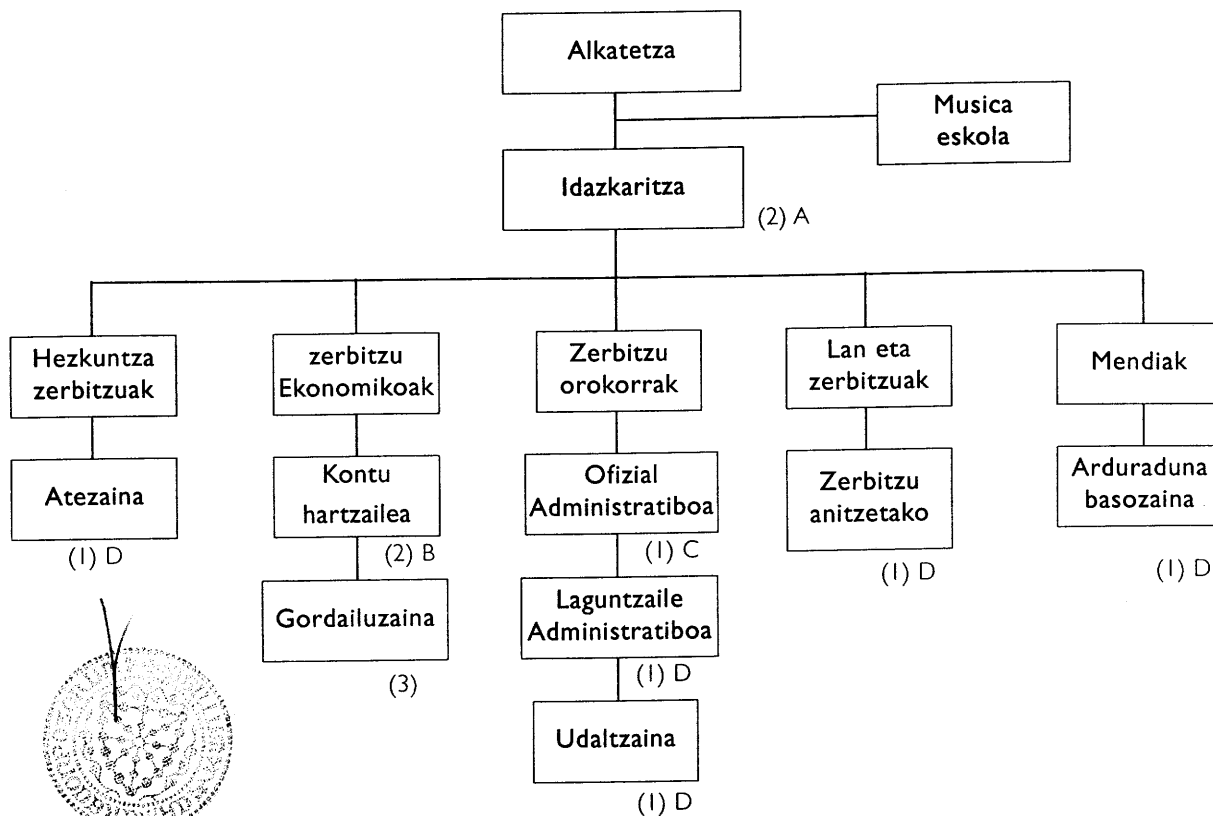 Alkatetza
Musica
eskola
Idazkaritza
(2) A
Hezkuntza
zerbitzuak
zerbitzu
Ekonomikoak
Zerbitzu
orokorrak
Lan eta
zerbitzuak
Mendiak
Atezaina
(1) D
Kontu
hartzailea
(2) B
Ofizial
Administratiboa
(1) C
Zerbitzu
anitzetako
(1) D
Arduraduna
basozaina
(1) D
Gordailuzaina
(3)
Laguntzaile
Administratiboa
(1) D
Udaltzaina
(1) D